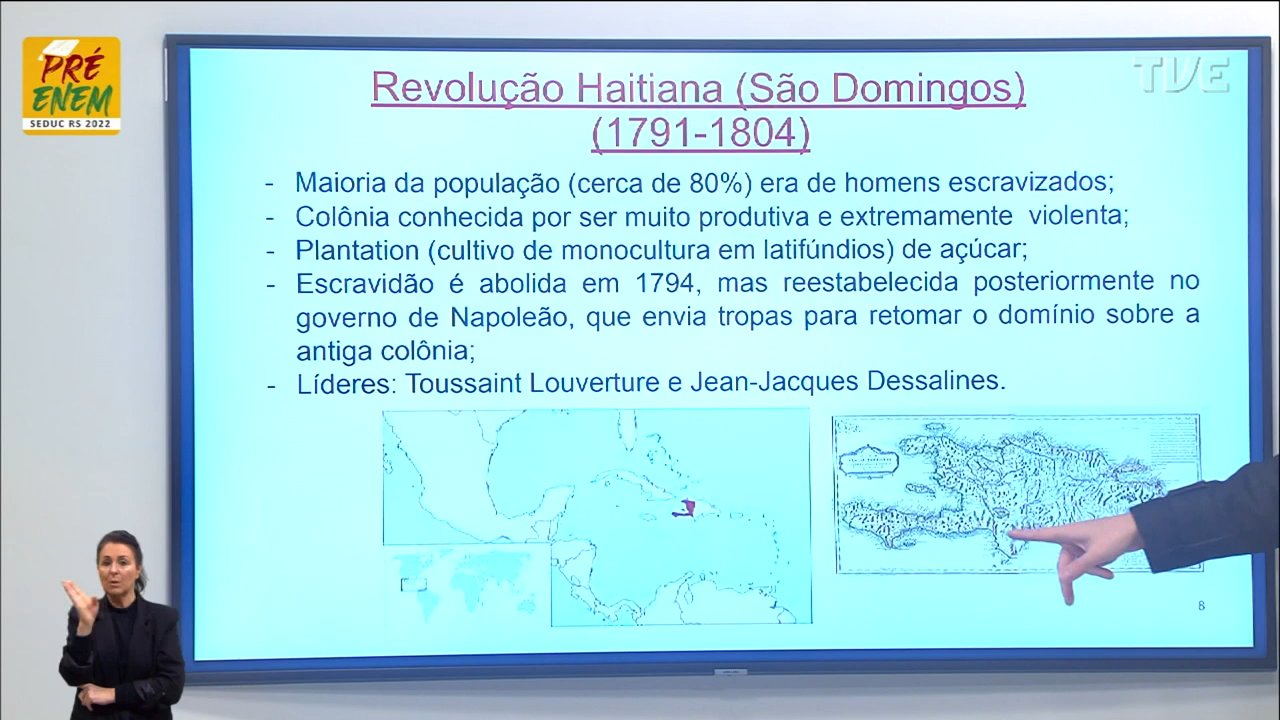 PRÉ
ENEM
SEDUC RS 2022
TVE
Revolução Haitiana (São Domingos)
(1791-1804)
- Maioria da população (cerca de 80%) era de homens escravizados;
- Colônia conhecida por ser muito produtiva e extremamente violenta;
- Plantation (cultivo de monocultura em latifúndios) de açúcar;
- Escravidão é abolida em 1794, mas reestabelecida posteriormente no
governo de Napoleão, que envia tropas para retomar o domínio sobre a
antiga colônia;
- Líderes: Toussaint Louverture e Jean-Jacques Dessalines.
8